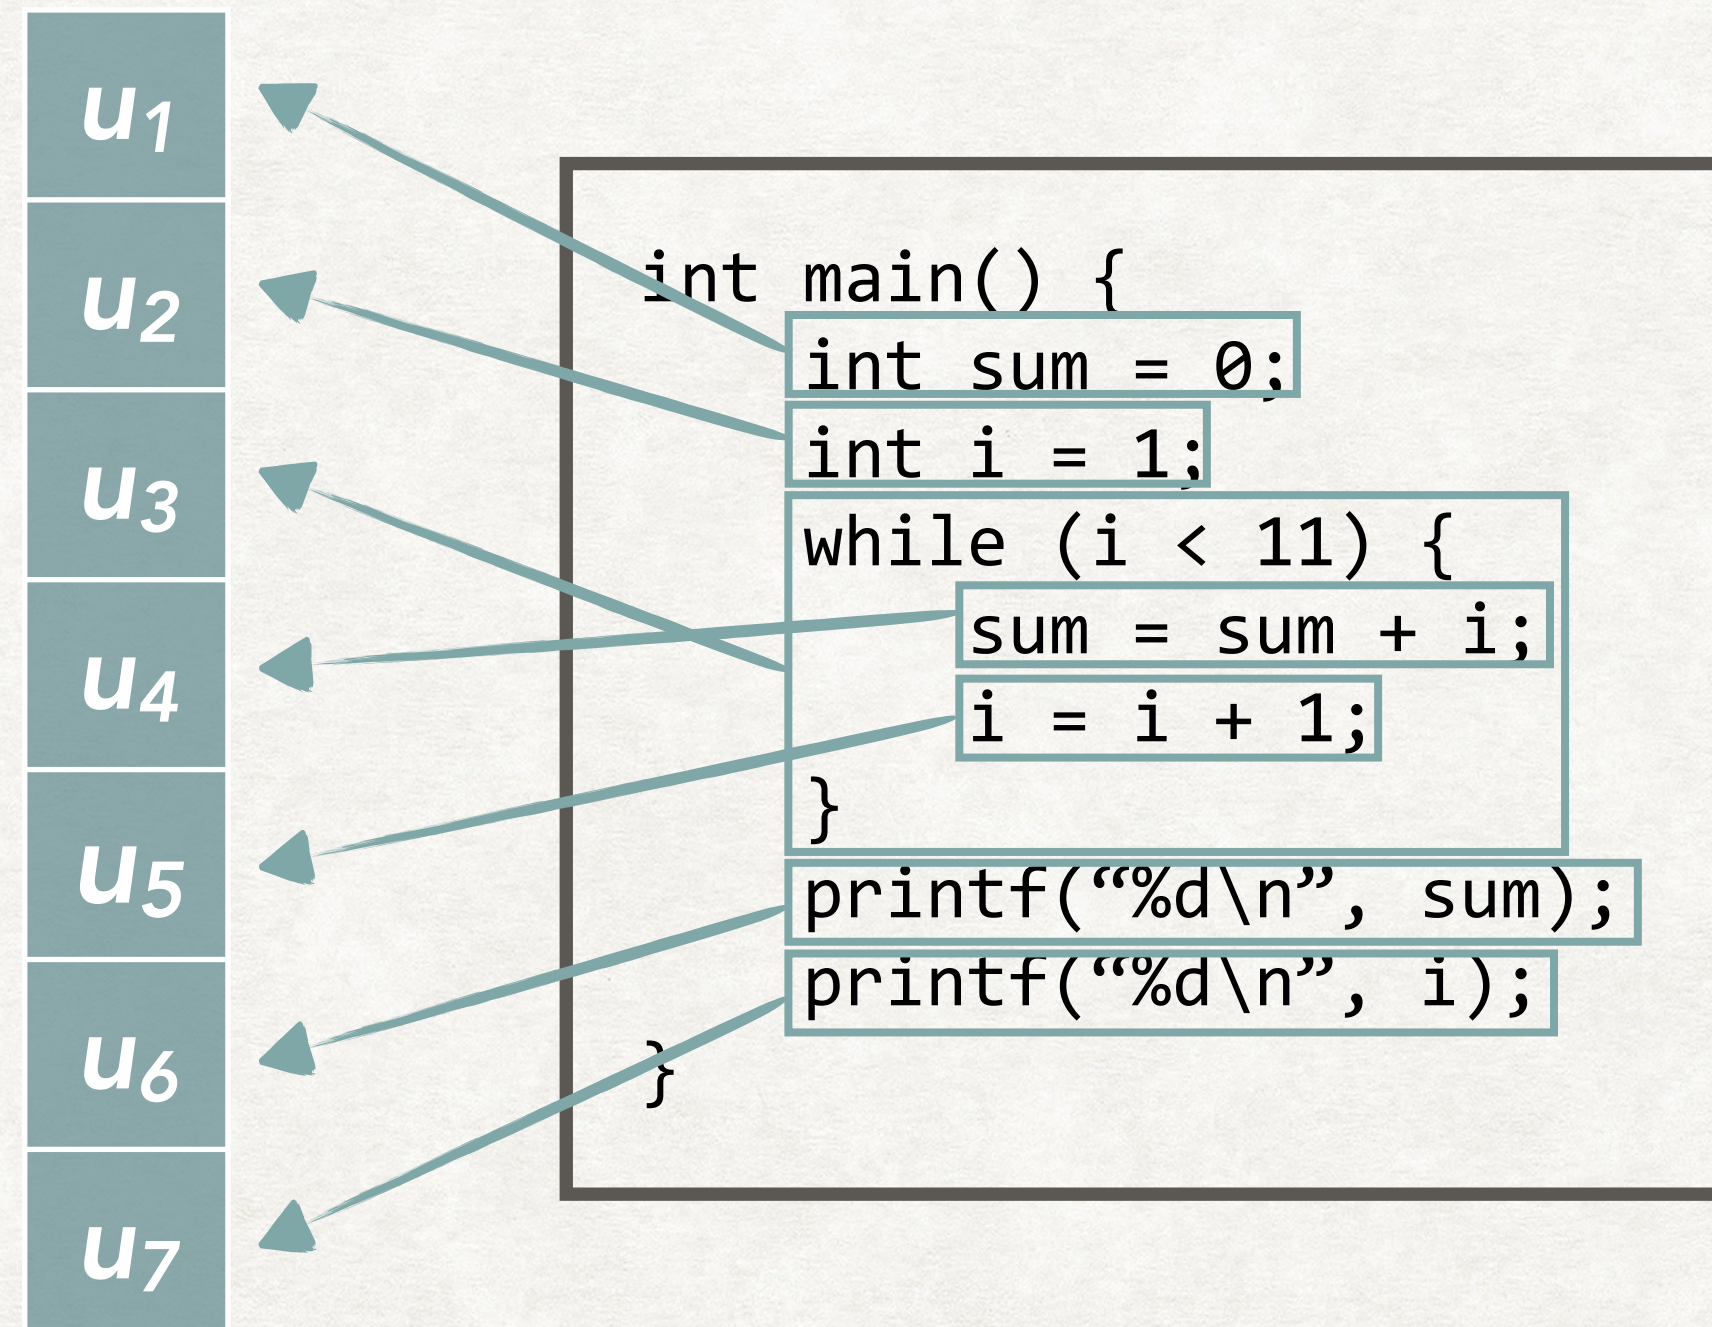 u1
u2
u3
u4
u5
u6
u7
int main() {
int sum = 0;
int i = 1;
while (i < 11) {
sum = sum + i;
i = i + 1;
}
printf(“%d\n”, sum);
printf(“%d\n”, i);
}